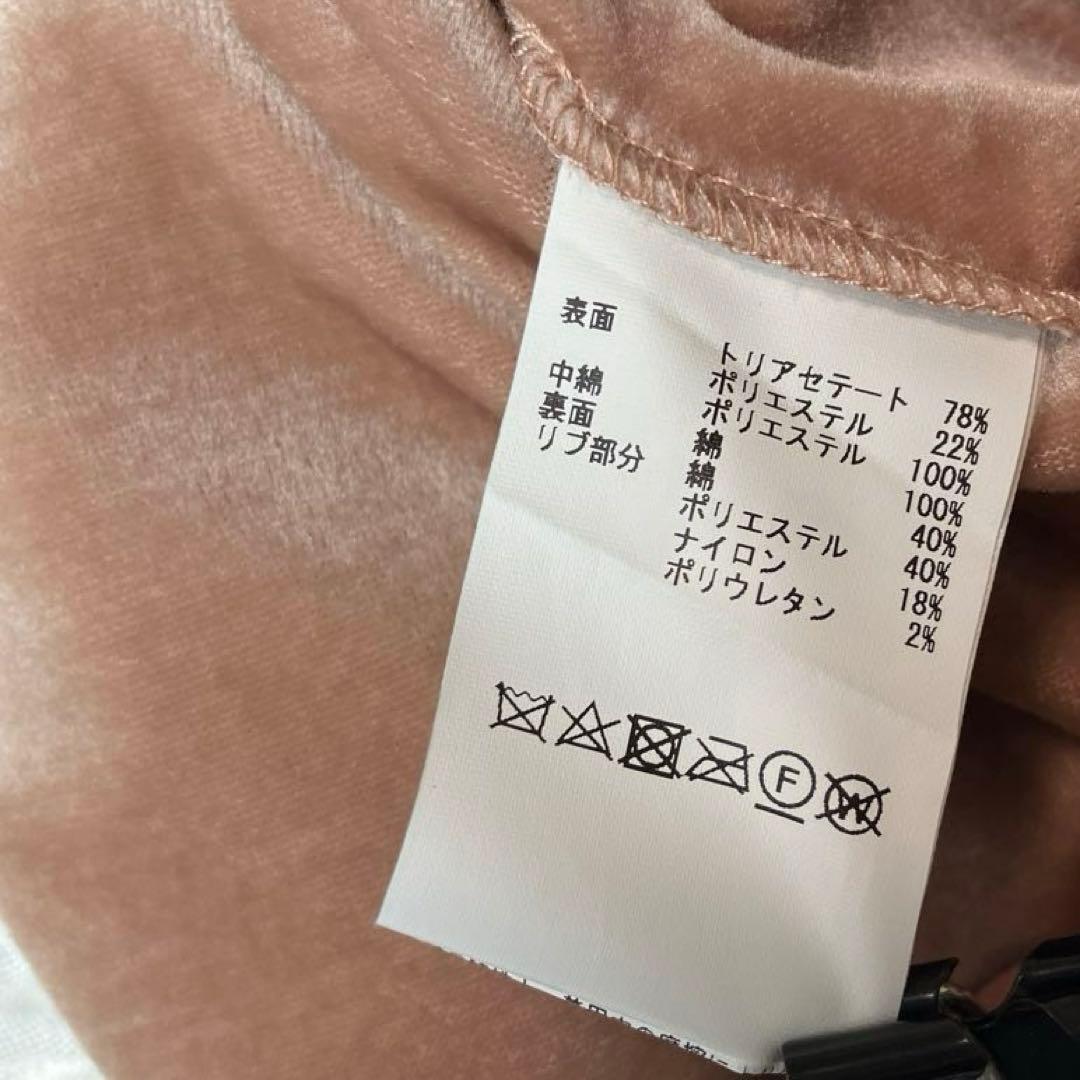 表面 トリアセテート 78%
ポリエステル 22%
中綿 ポリエステル 100%
裏面 綿 100%
リブ部分 綿 40%
ポリエステル 40%
ナイロン 18%
ポリウレタン 2%
F
W